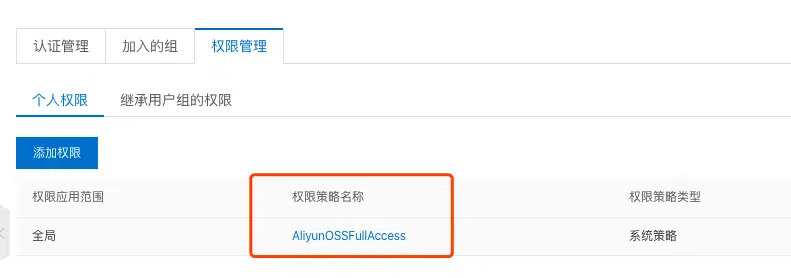 认证管理 加入的组 权限管理
个人权限 继承用户组的权限
添加权限
权限应用范围 权限策略名称 权限策略类型
全局 AliyunOSSFullAccess 系统策略